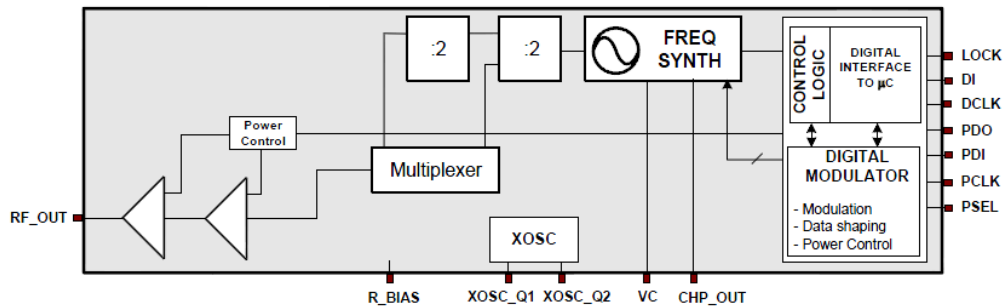 :2
:2
FREQ
SYNTH
CONTROL
LOGIC
DIGITAL
INTERFACE
TO µC
LOCK
DI
DCLK
PDO
PDI
PCLK
PSEL
Power
Control
Multiplexer
DIGITAL
MODULATOR
- Modulation
- Data shaping
- Power Control
RF_OUT
XOSC
R_BIAS
XOSC_Q1
XOSC_Q2
VC
CHP_OUT